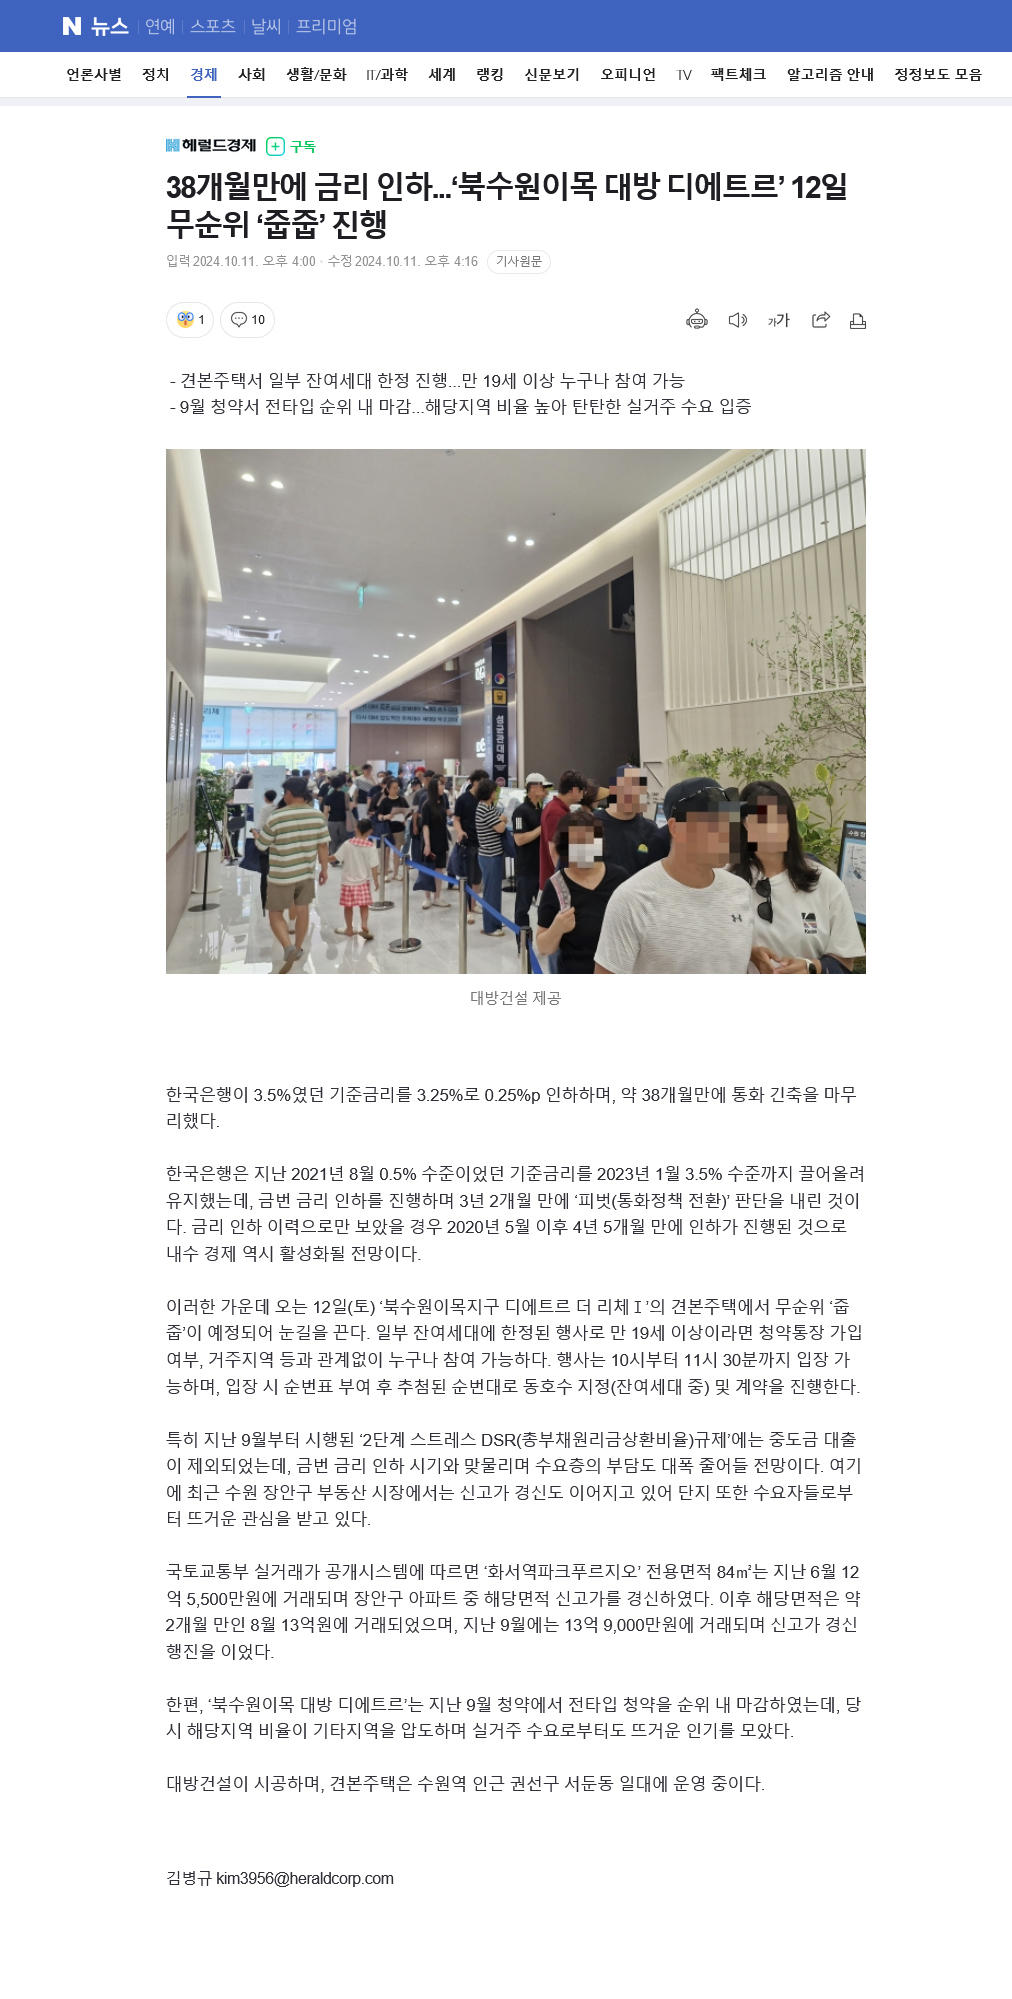 N 뉴스 연예 스포츠 날씨 프리미엄
언론사별 정치 경제 사회 생활/문화 IT/과학 세계 랭킹 신문보기 오피니언 TV 팩트체크 알고리즘 안내 정정보도 모음
헤럴드경제 구독
38개월만에 금리 인하...‘북수원이목 대방 디에트르’ 12일
무순위 ‘줍줍’ 진행
입력 2024.10.11. 오후 4:00 · 수정 2024.10.11. 오후 4:16 기사원문
1 10 가가
- 견본주택서 일부 잔여세대 한정 진행...만 19세 이상 누구나 참여 가능
- 9월 청약서 전타입 순위 내 마감...해당지역 비율 높아 탄탄한 실거주 수요 입증
성균관대역
대방건설 제공
한국은행이 3.5%였던 기준금리를 3.25%로 0.25%p 인하하며, 약 38개월만에 통화 긴축을 마무
리했다.
한국은행은 지난 2021년 8월 0.5% 수준이었던 기준금리를 2023년 1월 3.5% 수준까지 끌어올려
유지했는데, 금번 금리 인하를 진행하며 3년 2개월 만에 ‘피벗(통화정책 전환)’ 판단을 내린 것이
다. 금리 인하 이력으로만 보았을 경우 2020년 5월 이후 4년 5개월 만에 인하가 진행된 것으로
내수 경제 역시 활성화될 전망이다.
이러한 가운데 오는 12일(토) ‘북수원이목지구 디에트르 더 리체Ⅰ’의 견본주택에서 무순위 ‘줍
줍’이 예정되어 눈길을 끈다. 일부 잔여세대에 한정된 행사로 만 19세 이상이라면 청약통장 가입
여부, 거주지역 등과 관계없이 누구나 참여 가능하다. 행사는 10시부터 11시 30분까지 입장 가
능하며, 입장 시 순번표 부여 후 추첨된 순번대로 동호수 지정(잔여세대 중) 및 계약을 진행한다.
특히 지난 9월부터 시행된 ‘2단계 스트레스 DSR(총부채원리금상환비율)규제’에는 중도금 대출
이 제외되었는데, 금번 금리 인하 시기와 맞물리며 수요층의 부담도 대폭 줄어들 전망이다. 여기
에 최근 수원 장안구 부동산 시장에서는 신고가 경신도 이어지고 있어 단지 또한 수요자들로부
터 뜨거운 관심을 받고 있다.
국토교통부 실거래가 공개시스템에 따르면 ‘화서역파크푸르지오’ 전용면적 84㎡는 지난 6월 12
억 5,500만원에 거래되며 장안구 아파트 중 해당면적 신고가를 경신하였다. 이후 해당면적은 약
2개월 만인 8월 13억원에 거래되었으며, 지난 9월에는 13억 9,000만원에 거래되며 신고가 경신
행진을 이었다.
한편, ‘북수원이목 대방 디에트르’는 지난 9월 청약에서 전타입 청약을 순위 내 마감하였는데, 당
시 해당지역 비율이 기타지역을 압도하며 실거주 수요로부터도 뜨거운 인기를 모았다.
대방건설이 시공하며, 견본주택은 수원역 인근 권선구 서둔동 일대에 운영 중이다.
김병규 kim3956@heraldcorp.com